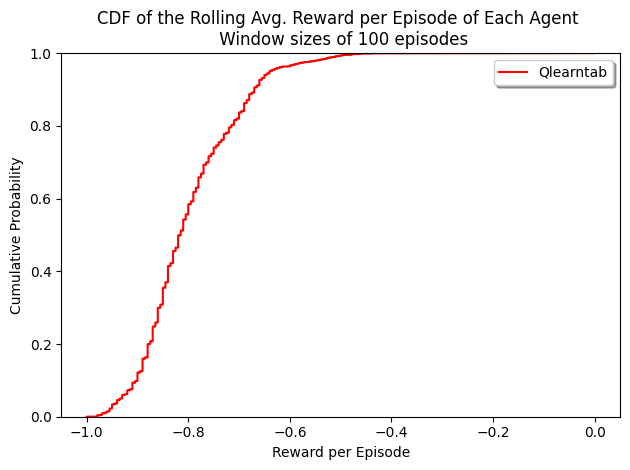 CDF of the Rolling Avg. Reward per Episode of Each Agent
Window sizes of 100 episodes
Qlearntab
Cumulative Probability
1.0
0.8
0.6
0.4
0.2
0.0
−1.0 −0.8 −0.6 −0.4 −0.2 0.0
Reward per Episode